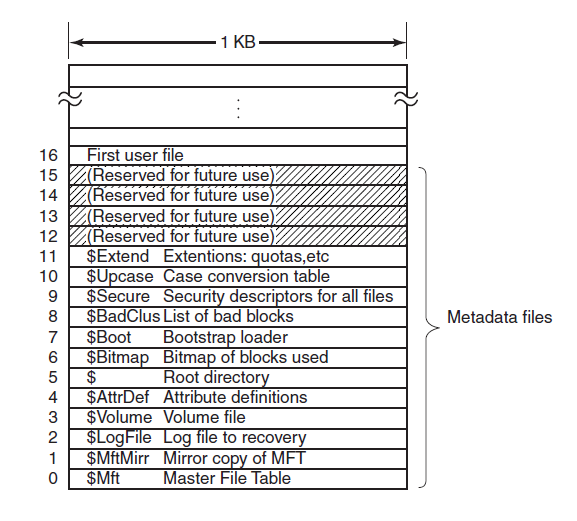 1 KB
16 First user file
15 (Reserved for future use)
14 (Reserved for future use)
13 (Reserved for future use)
12 (Reserved for future use)
11 $Extend Extentions: quotas,etc
10 $Upcase Case conversion table
9 $Secure Security descriptors for all files
8 $BadClus List of bad blocks
7 $Boot Bootstrap loader
6 $Bitmap Bitmap of blocks used
5 $ Root directory
4 $AttrDef Attribute definitions
3 $Volume Volume file
2 $LogFile Log file to recovery
1 $MftMirr Mirror copy of MFT
0 $Mft Master File Table
Metadata files